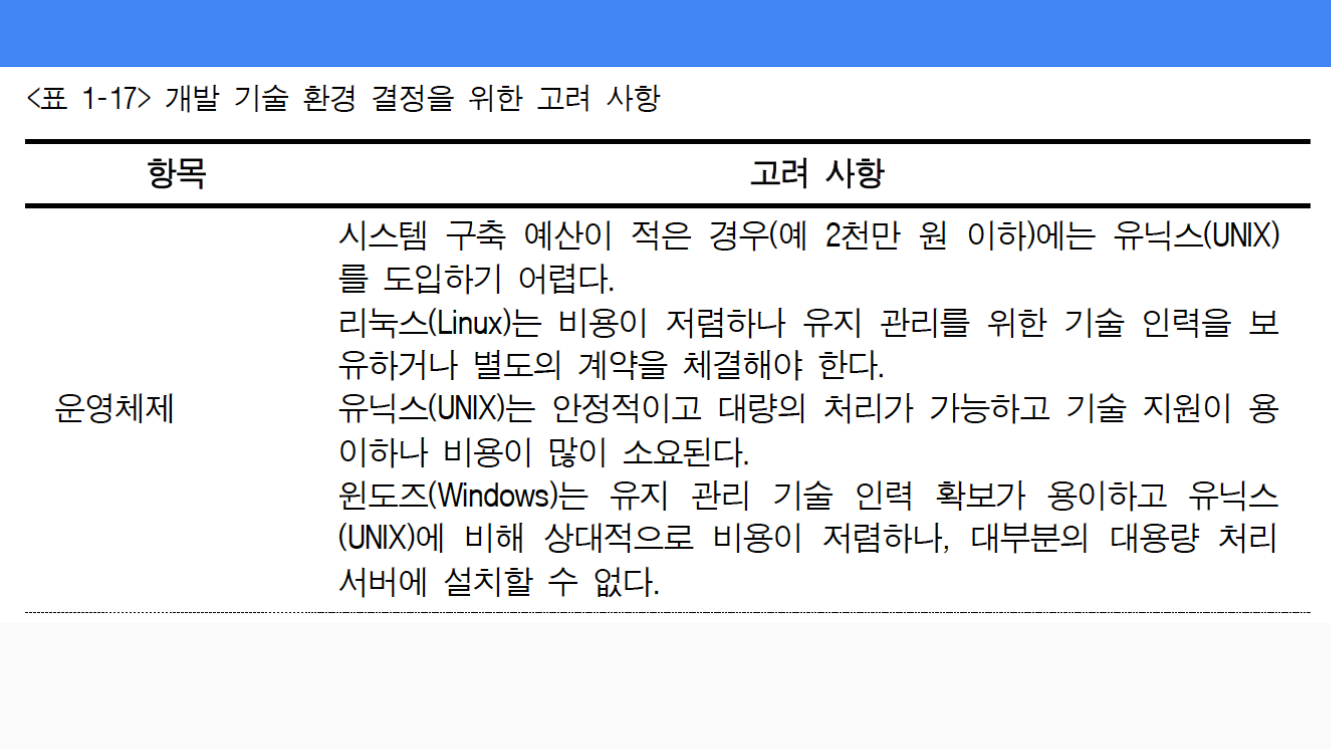 <표 1-17> 개발 기술 환경 결정을 위한 고려 사항
항목 고려 사항
시스템 구축 예산이 적은 경우(예 2천만 원 이하)에는 유닉스(UNIX)
를 도입하기 어렵다.
리눅스(Linux)는 비용이 저렴하나 유지 관리를 위한 기술 인력을 보
유하거나 별도의 계약을 체결해야 한다.
운영체제 유닉스(UNIX)는 안정적이고 대량의 처리가 가능하고 기술 지원이 용
이하나 비용이 많이 소요된다.
윈도즈(Windows)는 유지 관리 기술 인력 확보가 용이하고 유닉스
(UNIX)에 비해 상대적으로 비용이 저렴하나, 대부분의 대용량 처리
서버에 설치할 수 없다.